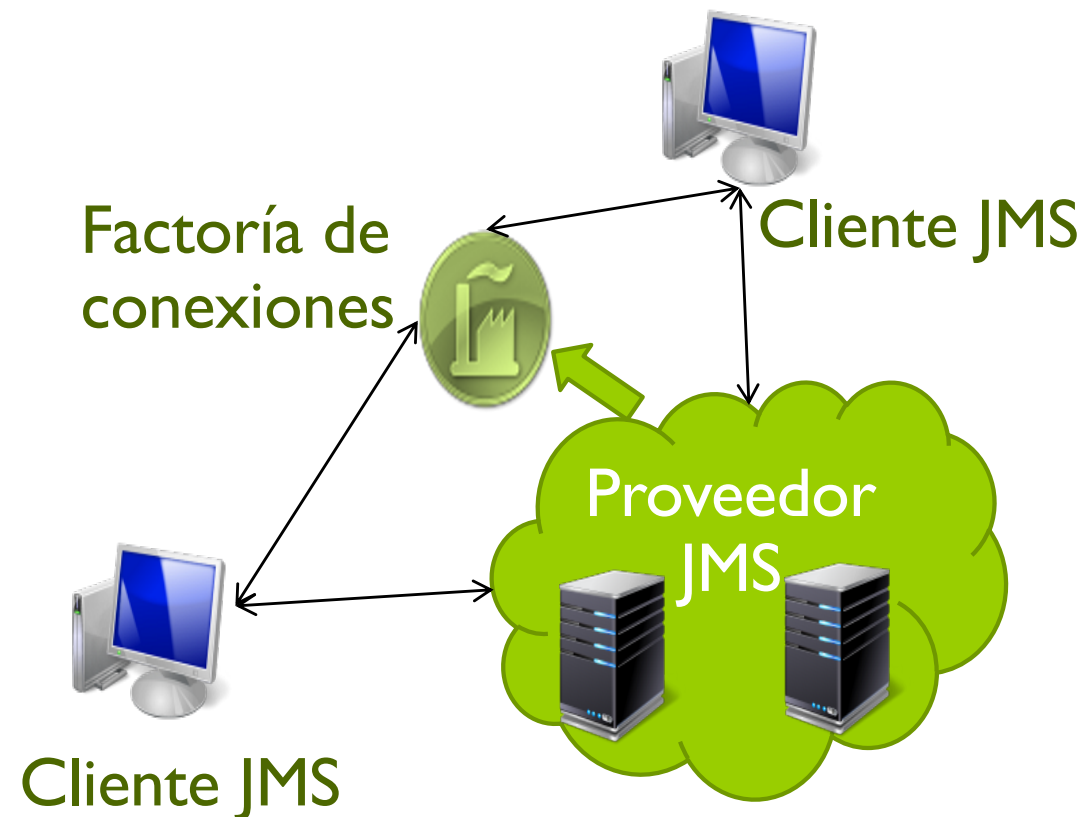 Cliente JMS
Factoría de
conexiones
Proveedor
JMS
Cliente JMS